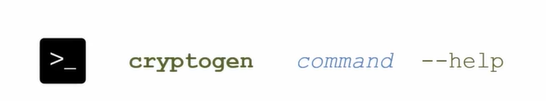 >_ cryptogen command --help